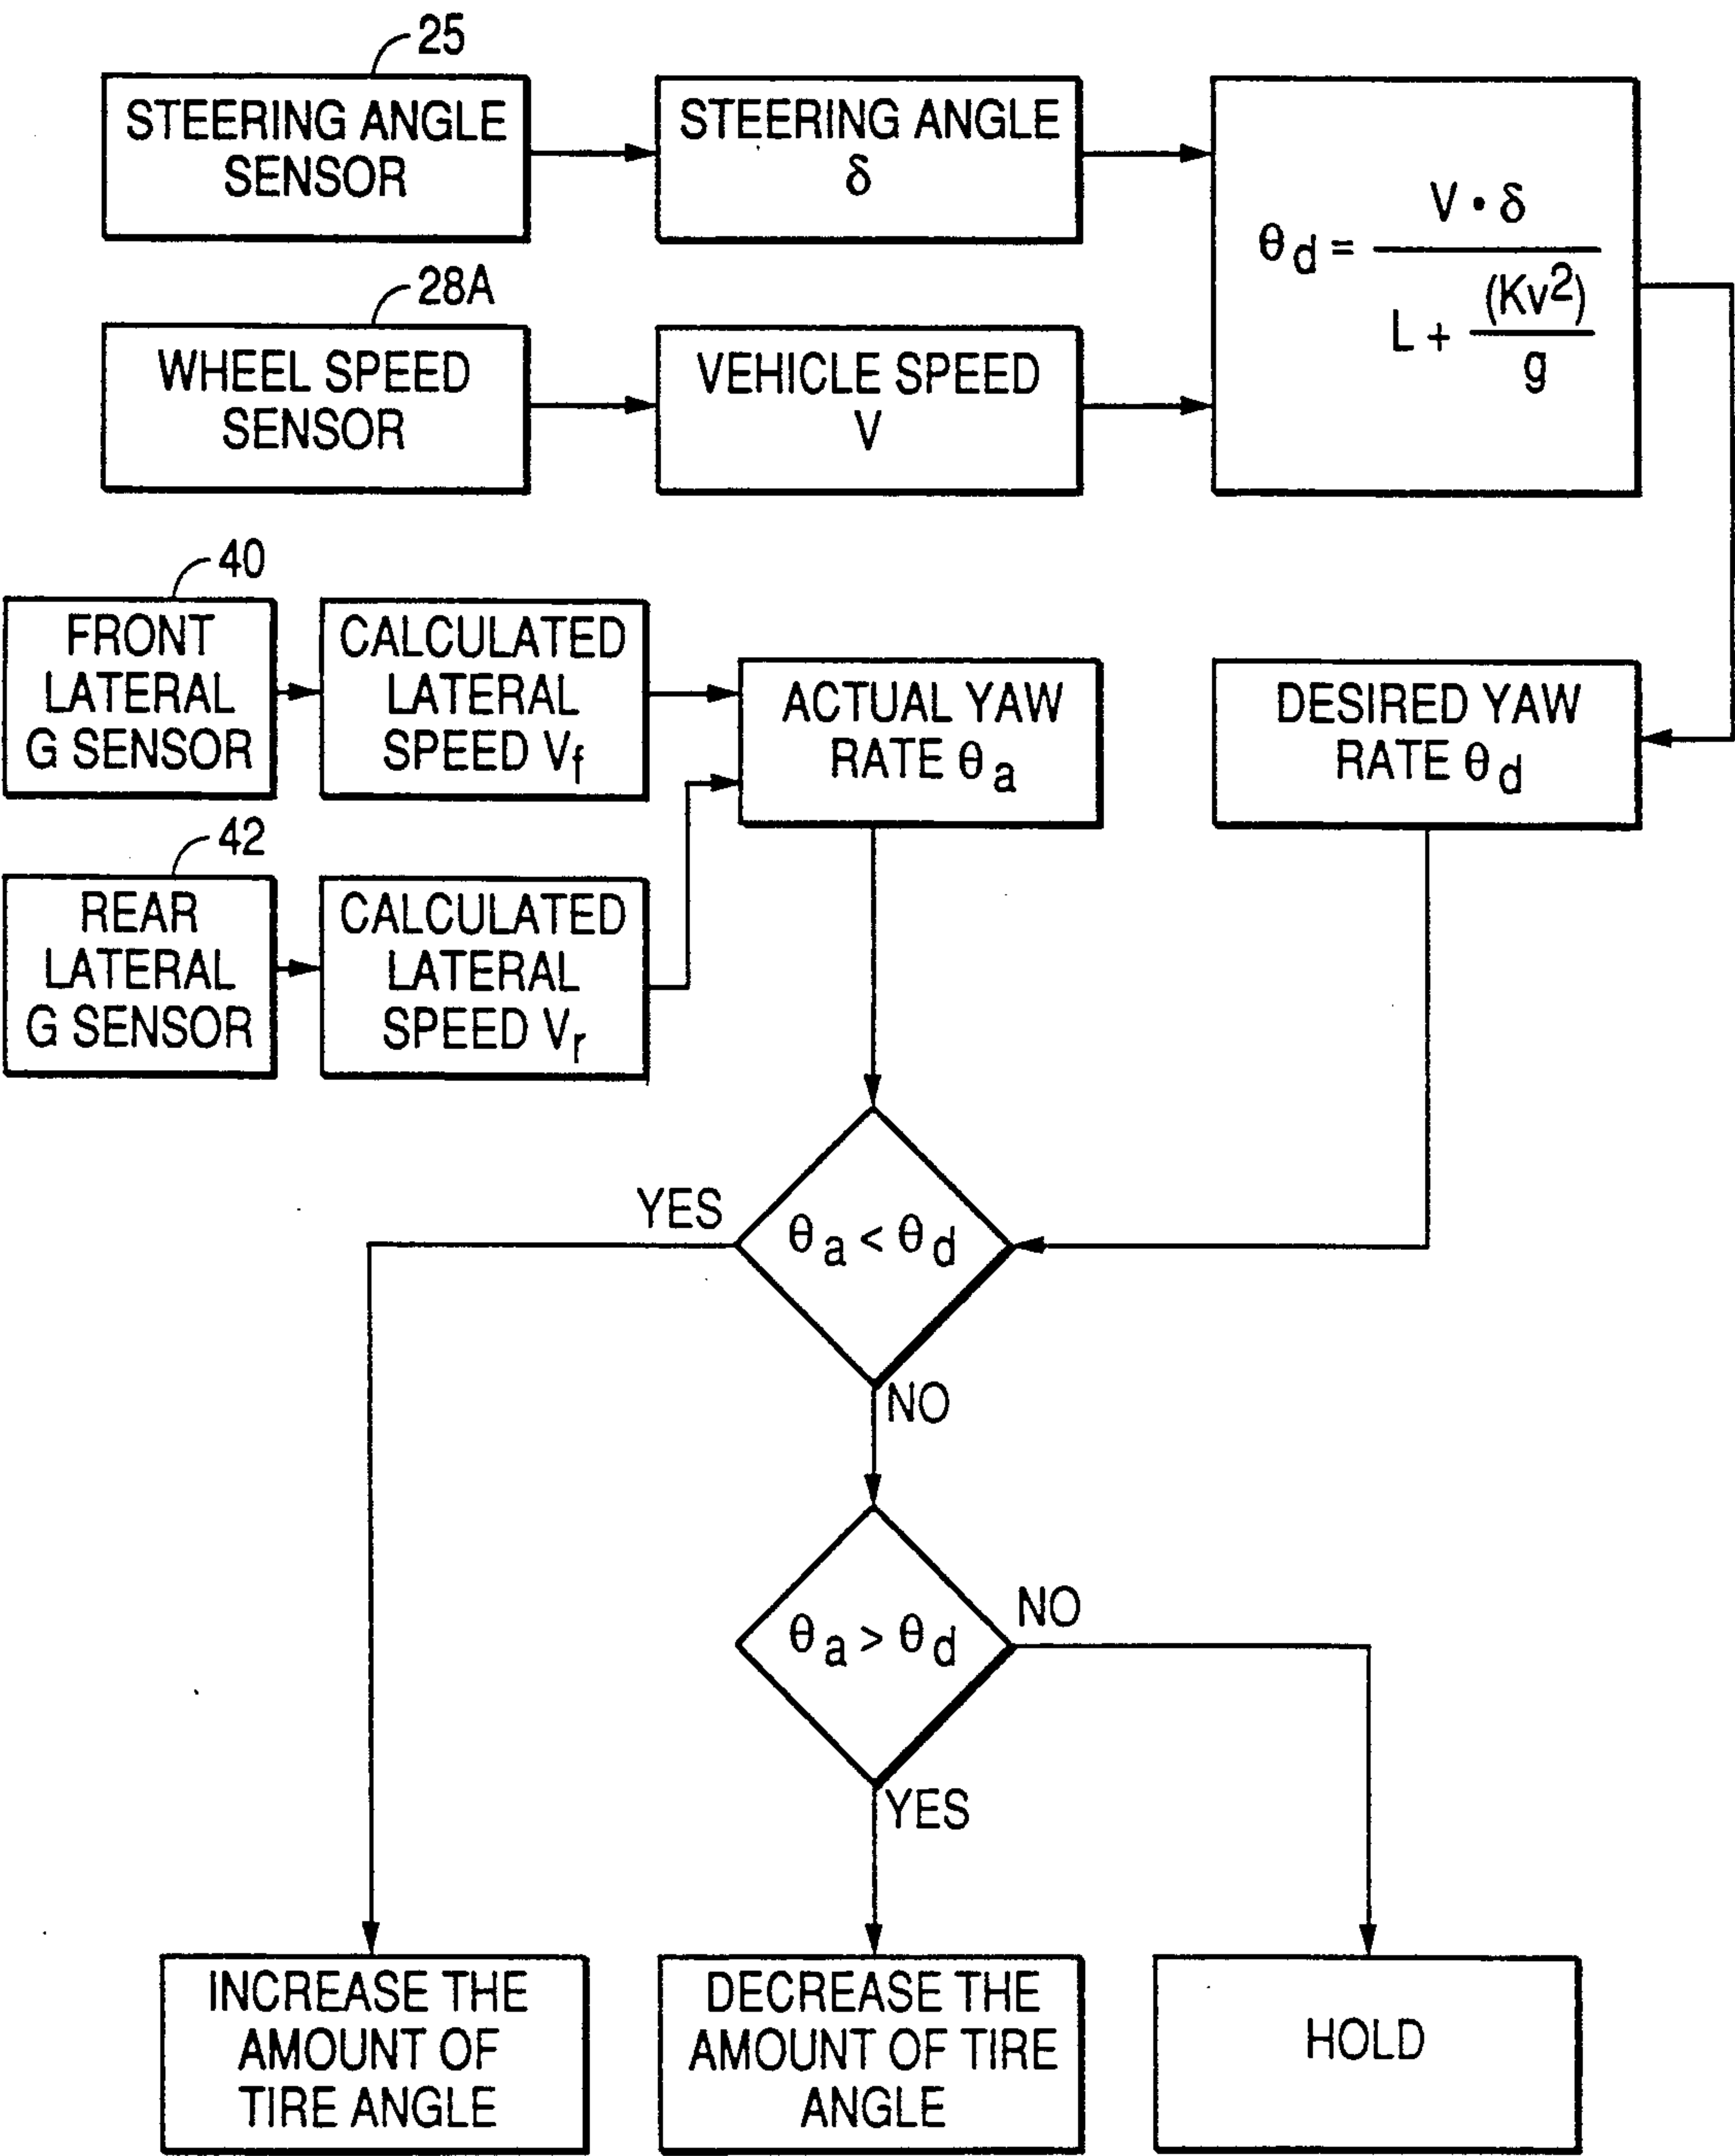 25
STEERING ANGLE
SENSOR
STEERING ANGLE
δ
θd = V • δ / L + (Kv²) / g
28A
WHEEL SPEED
SENSOR
VEHICLE SPEED
V
40
FRONT
LATERAL
G SENSOR
CALCULATED
LATERAL
SPEED Vf
ACTUAL YAW
RATE θa
DESIRED YAW
RATE θd
42
REAR
LATERAL
G SENSOR
CALCULATED
LATERAL
SPEED Vr
YES
θa < θd
NO
θa > θd
NO
YES
INCREASE THE
AMOUNT OF
TIRE ANGLE
DECREASE THE
AMOUNT OF TIRE
ANGLE
HOLD